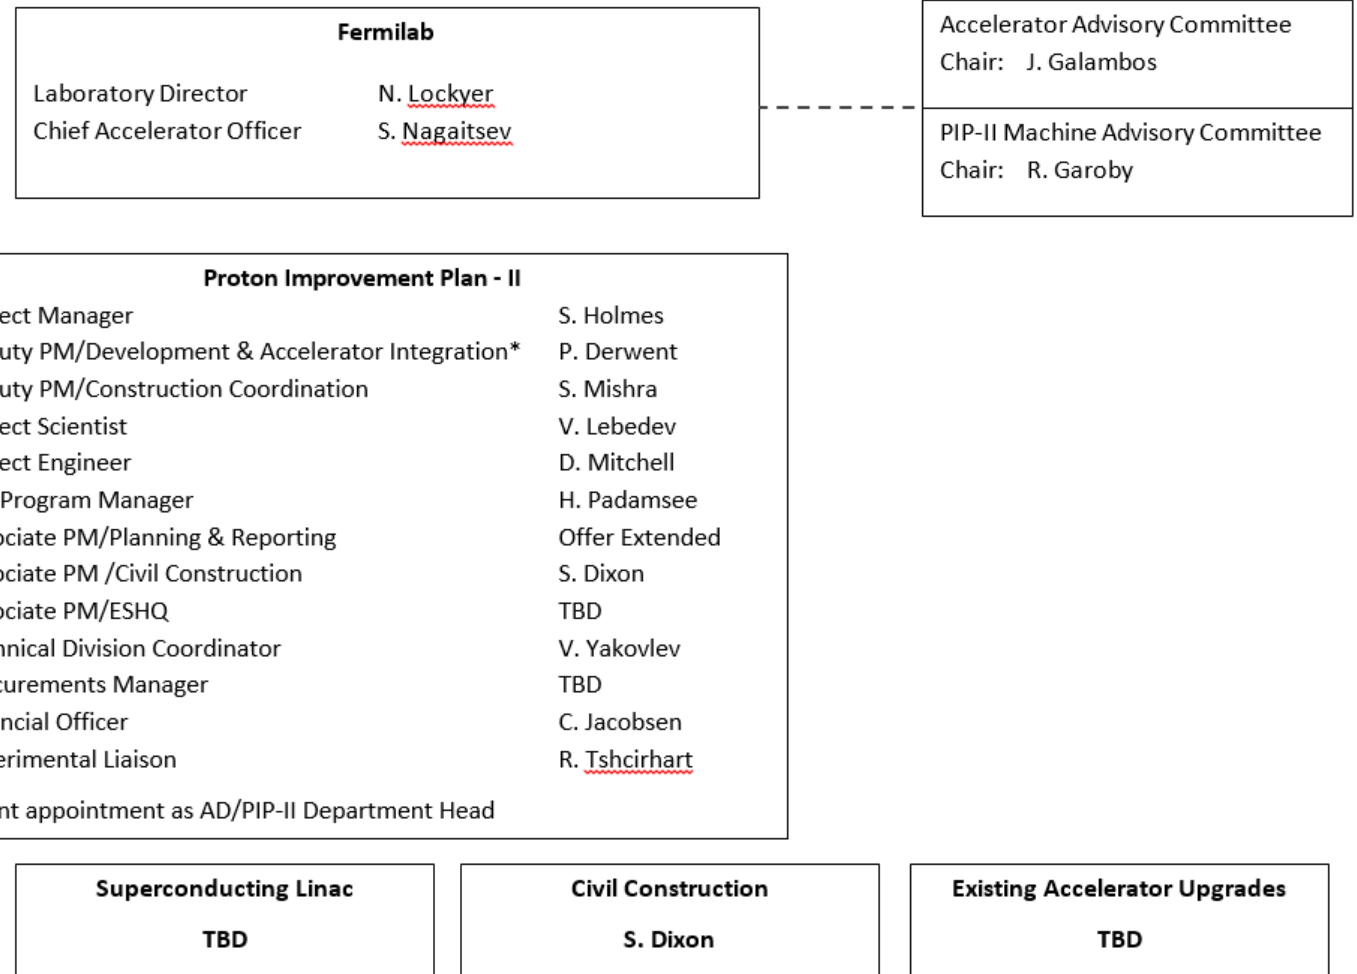 Fermilab
Laboratory Director N. Lockyer
Chief Accelerator Officer S. Nagaitsev
Accelerator Advisory Committee
Chair: J. Galambos
PIP-II Machine Advisory Committee
Chair: R. Garoby
Proton Improvement Plan - II
ect Manager S. Holmes
uty PM/Development & Accelerator Integration* P. Derwent
uty PM/Construction Coordination S. Mishra
ect Scientist V. Lebedev
ect Engineer D. Mitchell
Program Manager H. Padamsee
ociate PM/Planning & Reporting Offer Extended
ociate PM /Civil Construction S. Dixon
ociate PM/ESHQ TBD
nnical Division Coordinator V. Yakovlev
curements Manager TBD
ncial Officer C. Jacobsen
erimental Liaison R. Tshcirhart
nt appointment as AD/PIP-II Department Head
Superconducting Linac
TBD
Civil Construction
S. Dixon
Existing Accelerator Upgrades
TBD